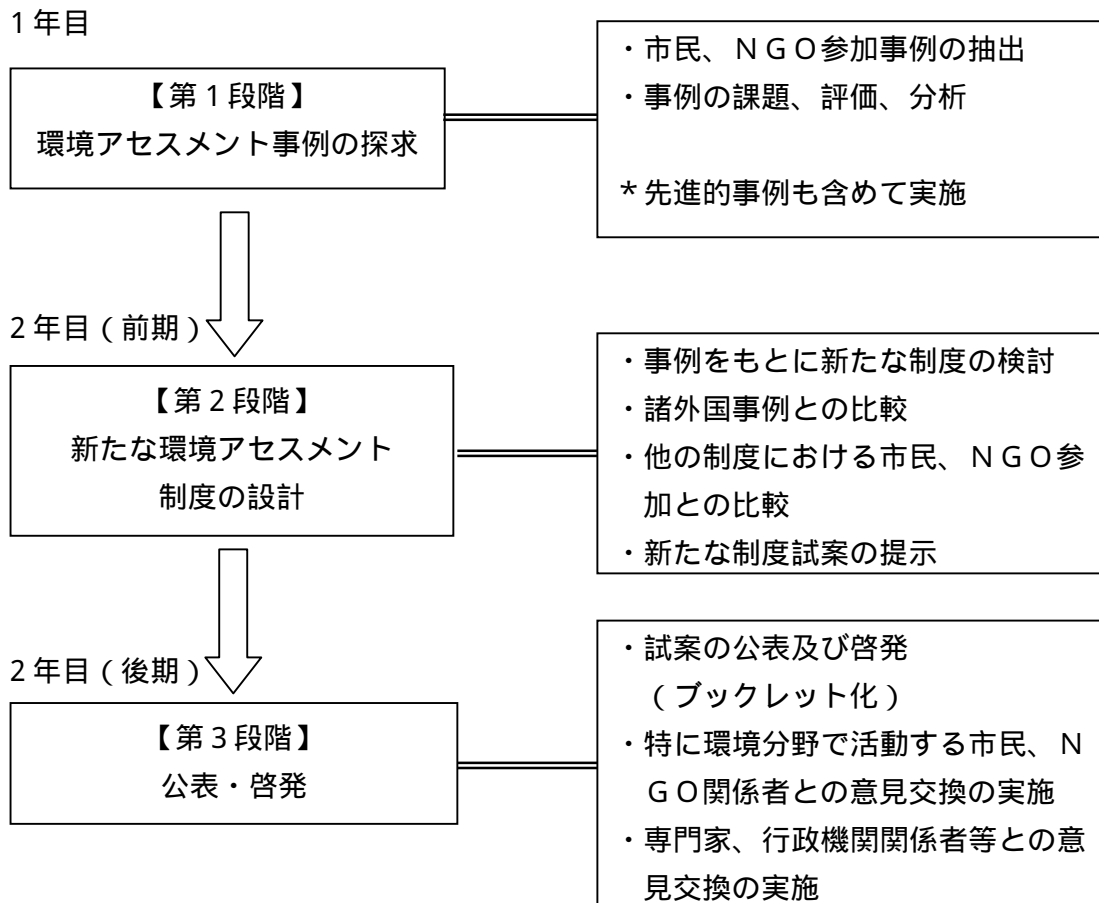 1年目
【第1段階】
環境アセスメント事例の探求
・市民、NGO参加事例の抽出
・事例の課題、評価、分析
*先進的事例も含めて実施
2年目(前期)
【第2段階】
新たな環境アセスメント
制度の設計
・事例をもとに新たな制度の検討
・諸外国事例との比較
・他の制度における市民、NGO参
加との比較
・新たな制度試案の提示
2年目(後期)
【第3段階】
公表・啓発
・試案の公表及び啓発
(ブックレット化)
・特に環境分野で活動する市民、N
GO関係者との意見交換の実施
・専門家、行政機関関係者等との意
見交換の実施